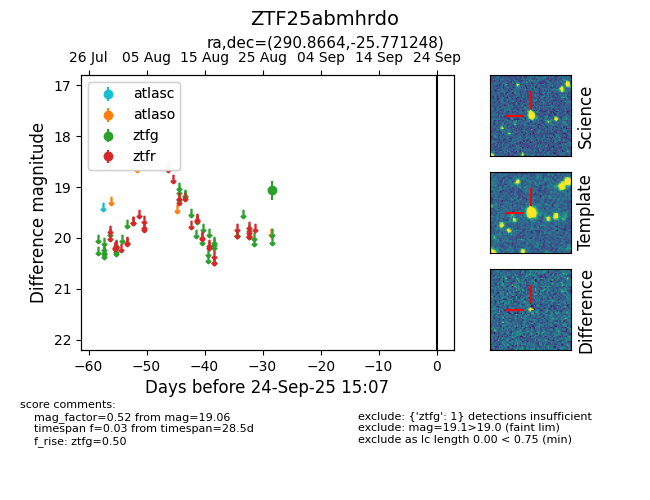 ZTF25abmhrdo
ra,dec=(290.8664,-25.771248)
26 Jul 05 Aug 15 Aug 25 Aug 04 Sep 14 Sep 24 Sep
atlasc
atlaso
ztfg
ztfr
17
18
19
20
21
22
Difference magnitude
−60 −50 −40 −30 −20 −10 0
Days before 24-Sep-25 15:07
Science
Template
Difference
score comments:
mag_factor=0.52 from mag=19.06
timespan f=0.03 from timespan=28.5d
f_rise: ztfg=0.50
exclude: {'ztfg': 1} detections insufficient
exclude: mag=19.1>19.0 (faint lim)
exclude as lc length 0.00 < 0.75 (min)